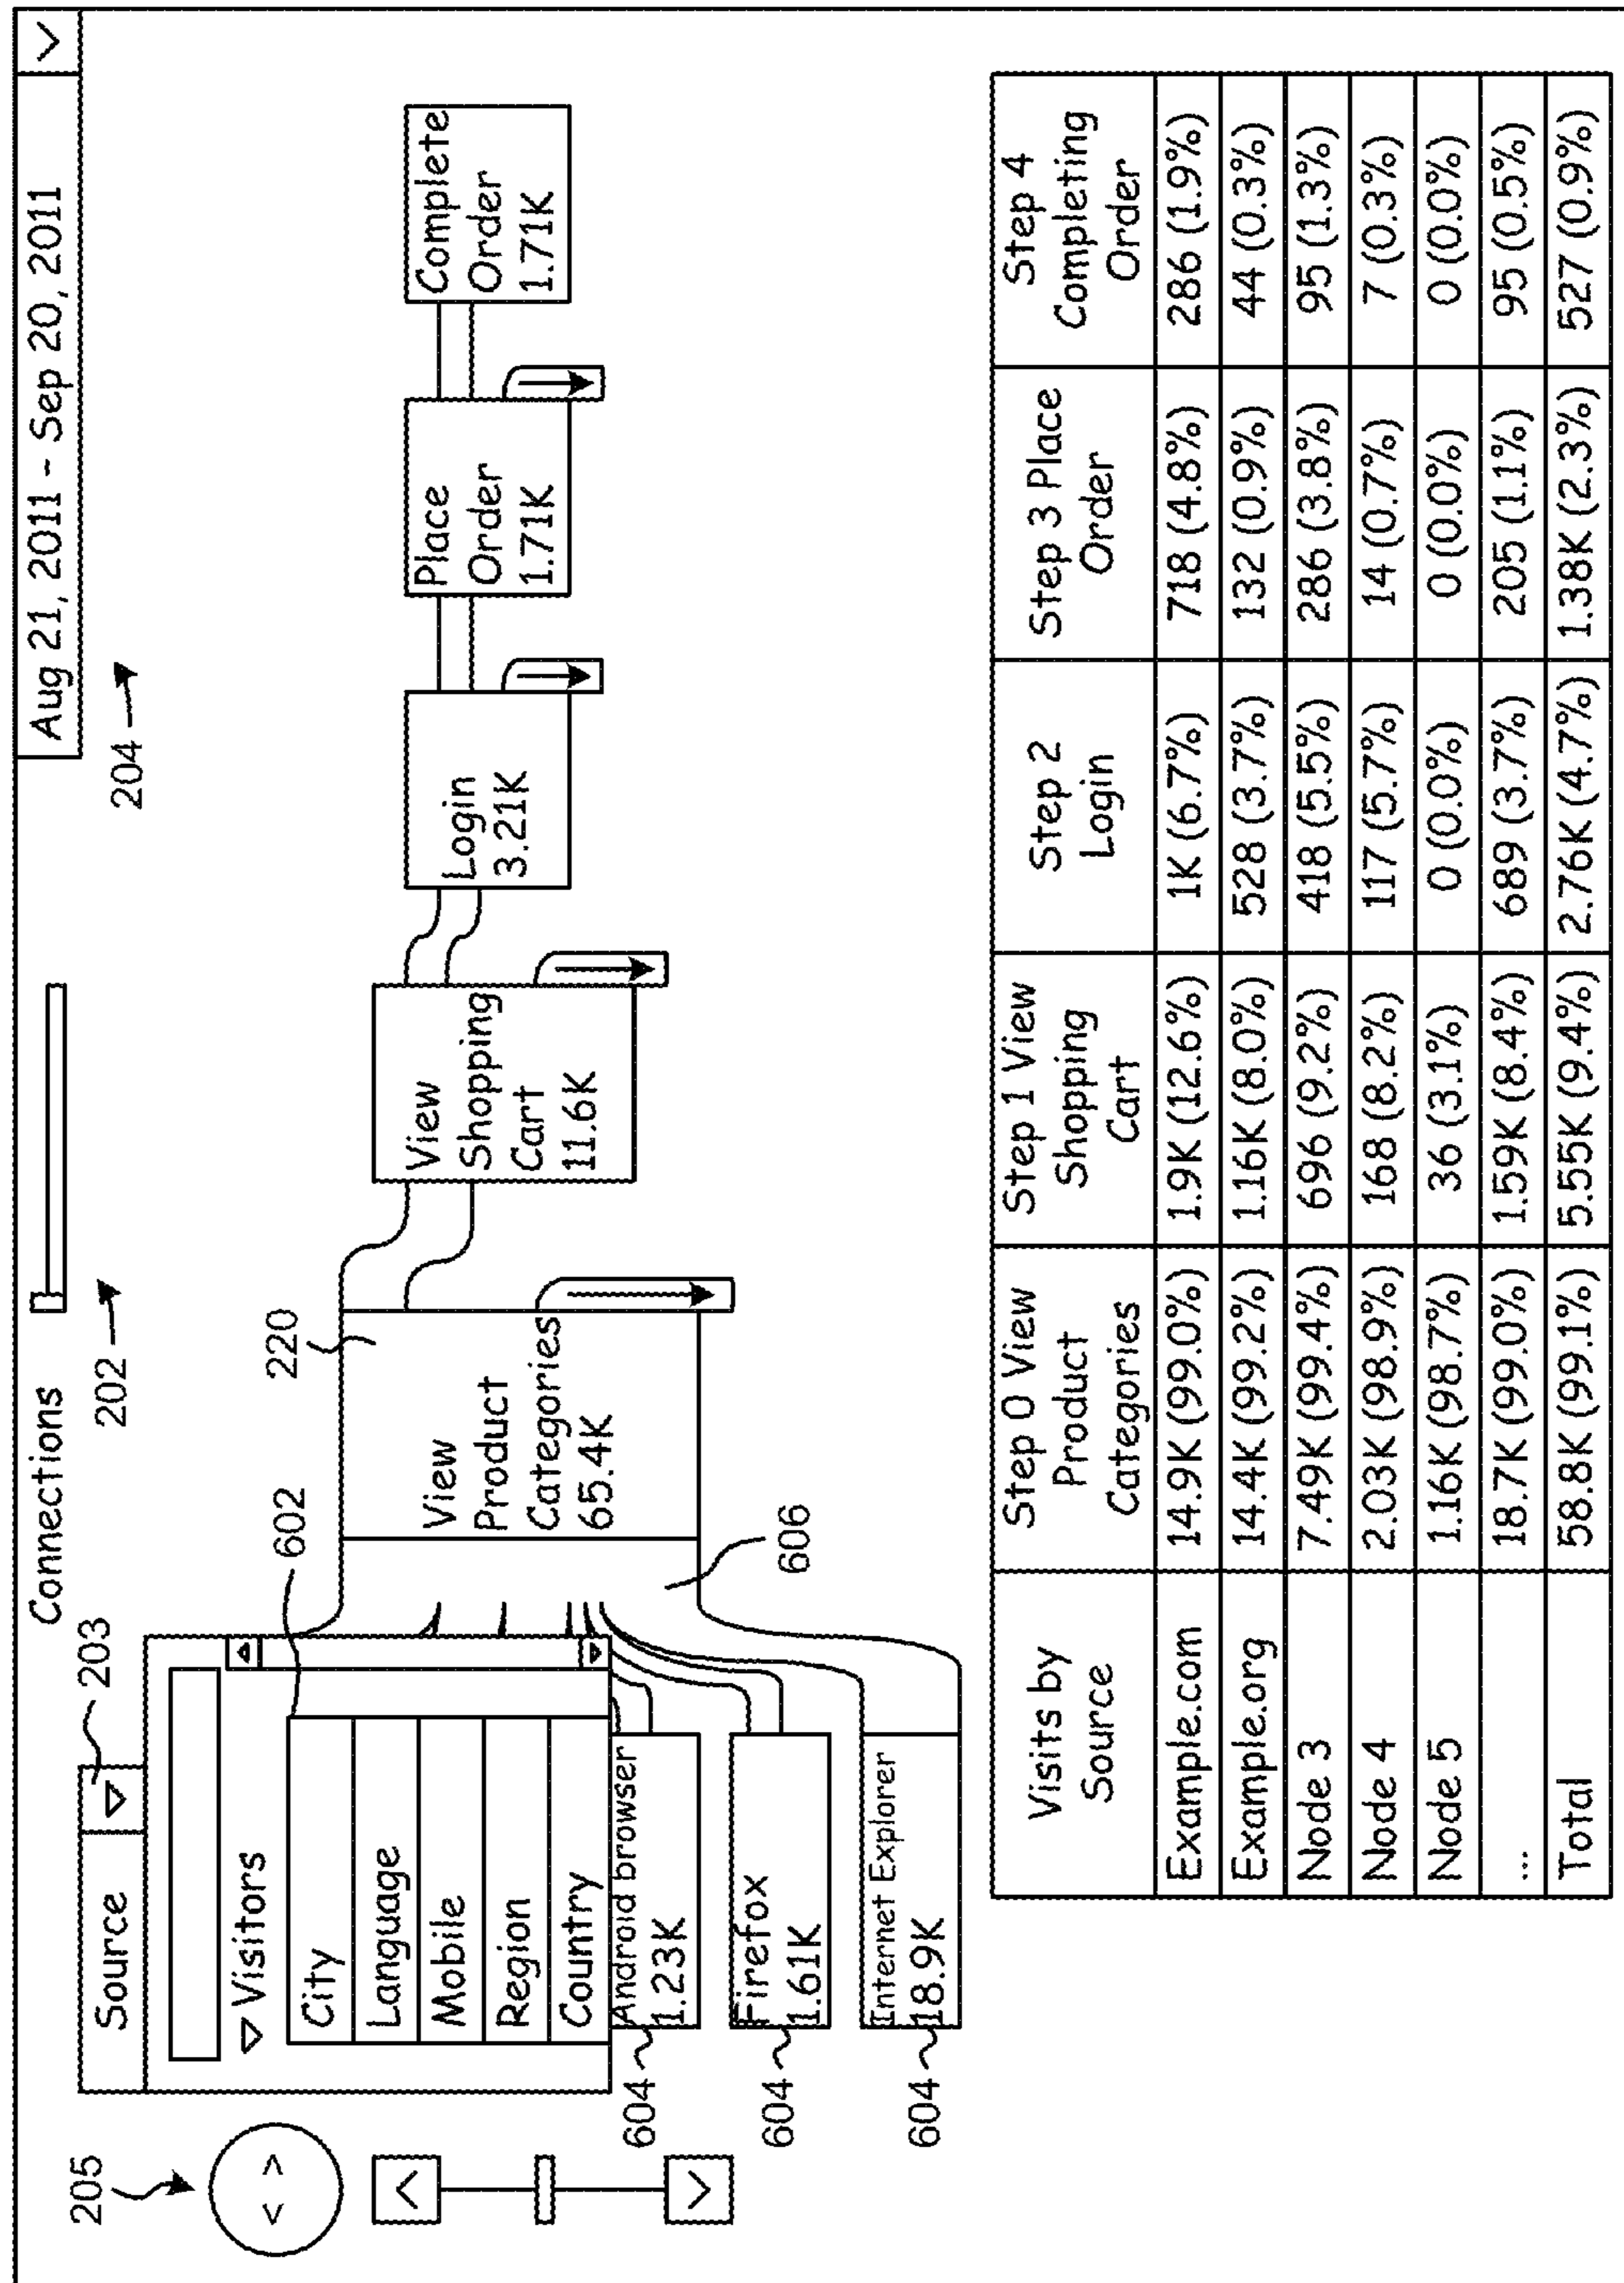 Connections
Aug 21, 2011 - Sep 20, 2011
202
204
203
205
Source
Visitors
City
Language
Mobile
Region
Country
602
220
606
604
Android browser
1.23K
604
Firefox
1.61K
604
Internet Explorer
18.9K
View
Product
Categories
65.4K
View
Shopping
Cart
11.6K
Login
3.21K
Place
Order
1.71K
Complete
Order
1.71K
Visits by
Source
Step 0 View
Product
Categories
Step 1 View
Shopping
Cart
Step 2
Login
Step 3 Place
Order
Step 4
Completing
Order
Example.com 14.9K (99.0%) 1.9K (12.6%) 1K (6.7%) 718 (4.8%) 286 (1.9%)
Example.org 14.4K (99.2%) 1.16K (8.0%) 528 (3.7%) 132 (0.9%) 44 (0.3%)
Node 3 7.49K (99.4%) 696 (9.2%) 418 (5.5%) 286 (3.8%) 95 (1.3%)
Node 4 2.03K (98.9%) 168 (8.2%) 117 (5.7%) 14 (0.7%) 7 (0.3%)
Node 5 1.16K (98.7%) 36 (3.1%) 0 (0.0%) 0 (0.0%) 0 (0.0%)
... 18.7K (99.0%) 1.59K (8.4%) 689 (3.7%) 205 (1.1%) 95 (0.5%)
Total 58.8K (99.1%) 5.55K (9.4%) 2.76K (4.7%) 1.38K (2.3%) 527 (0.9%)